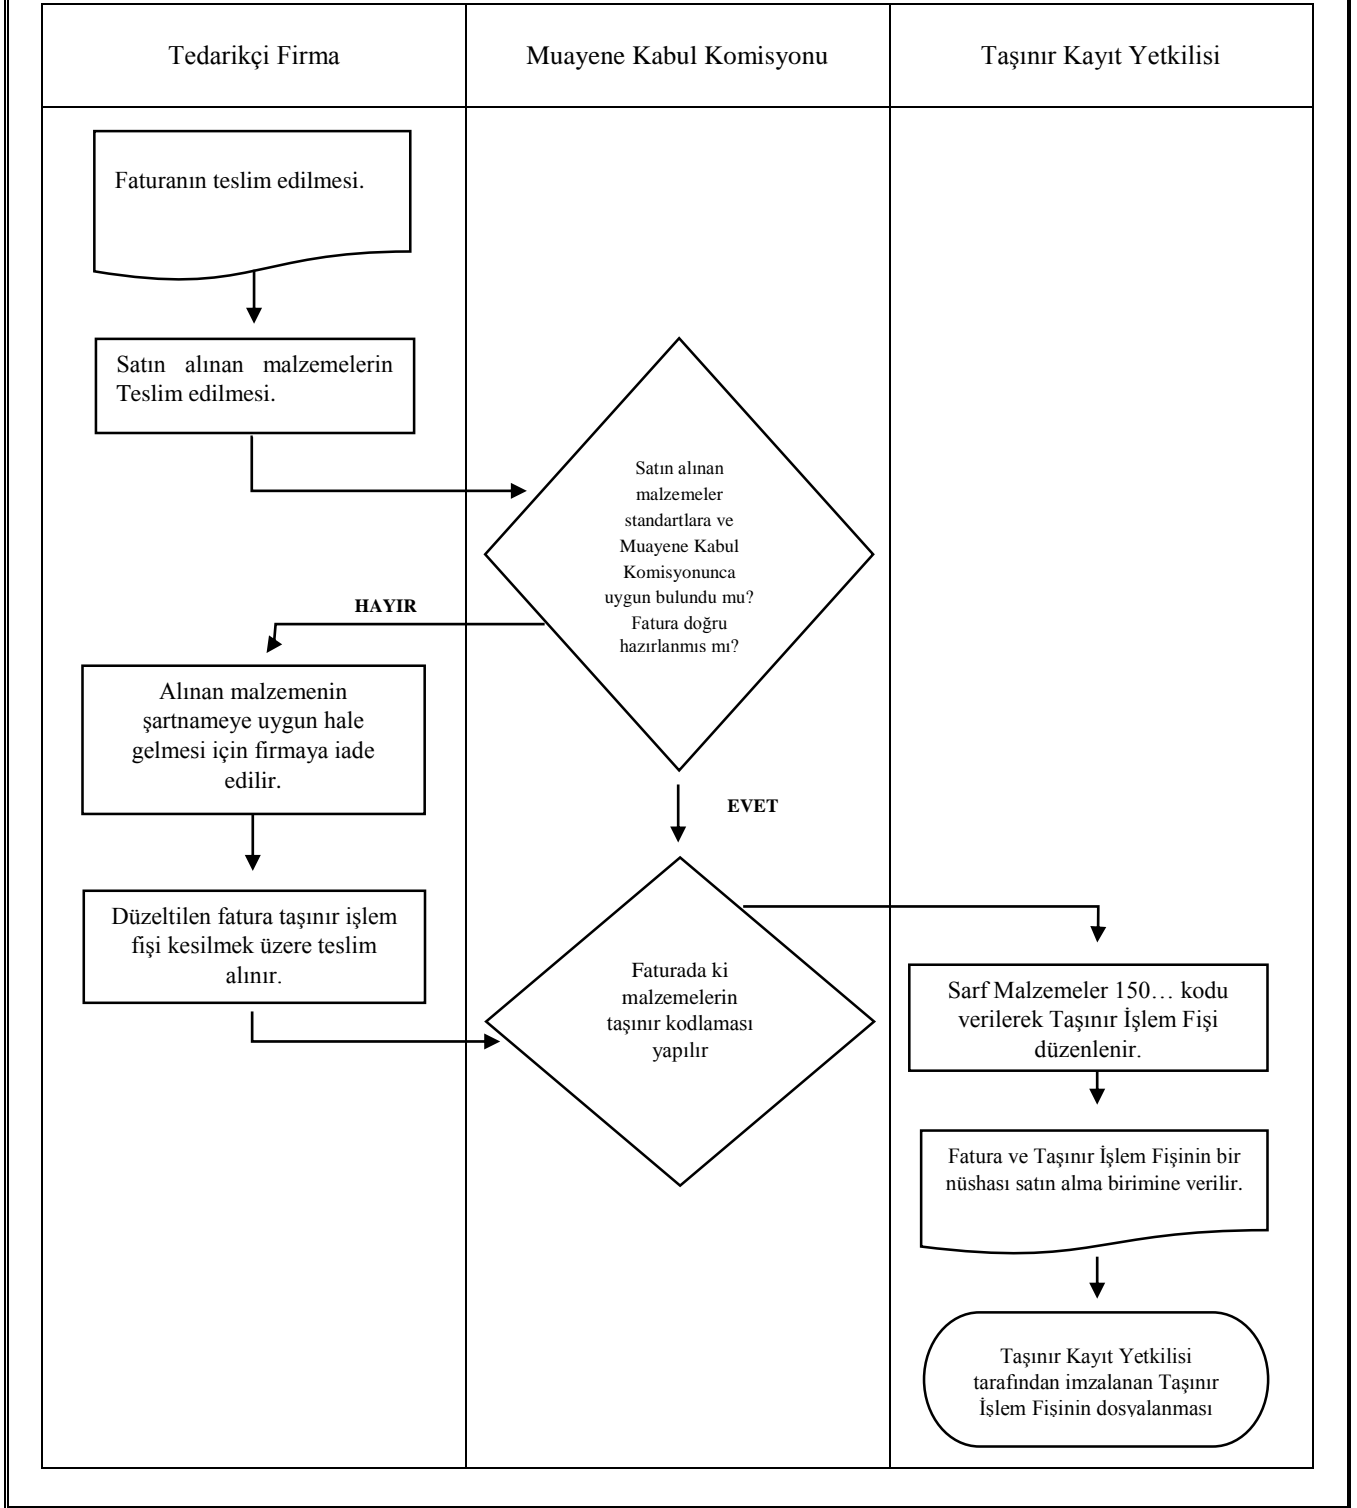 Tedarikçi Firma
Muayene Kabul Komisyonu
Taşınır Kayıt Yetkilisi
Faturanın teslim edilmesi.
Satın alınan malzemelerin
Teslim edilmesi.
Satın alınan
malzemeler
standartlara ve
Muayene Kabul
Komisyonunca
uygun bulundu mu?
Fatura doğru
hazırlanmıs mı?
HAYIR
Alınan malzemenin
şartnameye uygun hale
gelmesi için firmaya iade
edilir.
EVET
Düzeltilen fatura taşınır işlem
fişi kesilmek üzere teslim
alınır.
Faturada ki
malzemelerin
taşınır kodlaması
yapılır
Sarf Malzemeler 150… kodu
verilerek Taşınır İşlem Fişi
düzenlenir.
Fatura ve Taşınır İşlem Fişinin bir
nüshası satın alma birimine verilir.
Taşınır Kayıt Yetkilisi
tarafından imzalanan Taşınır
İşlem Fişinin dosyalanması